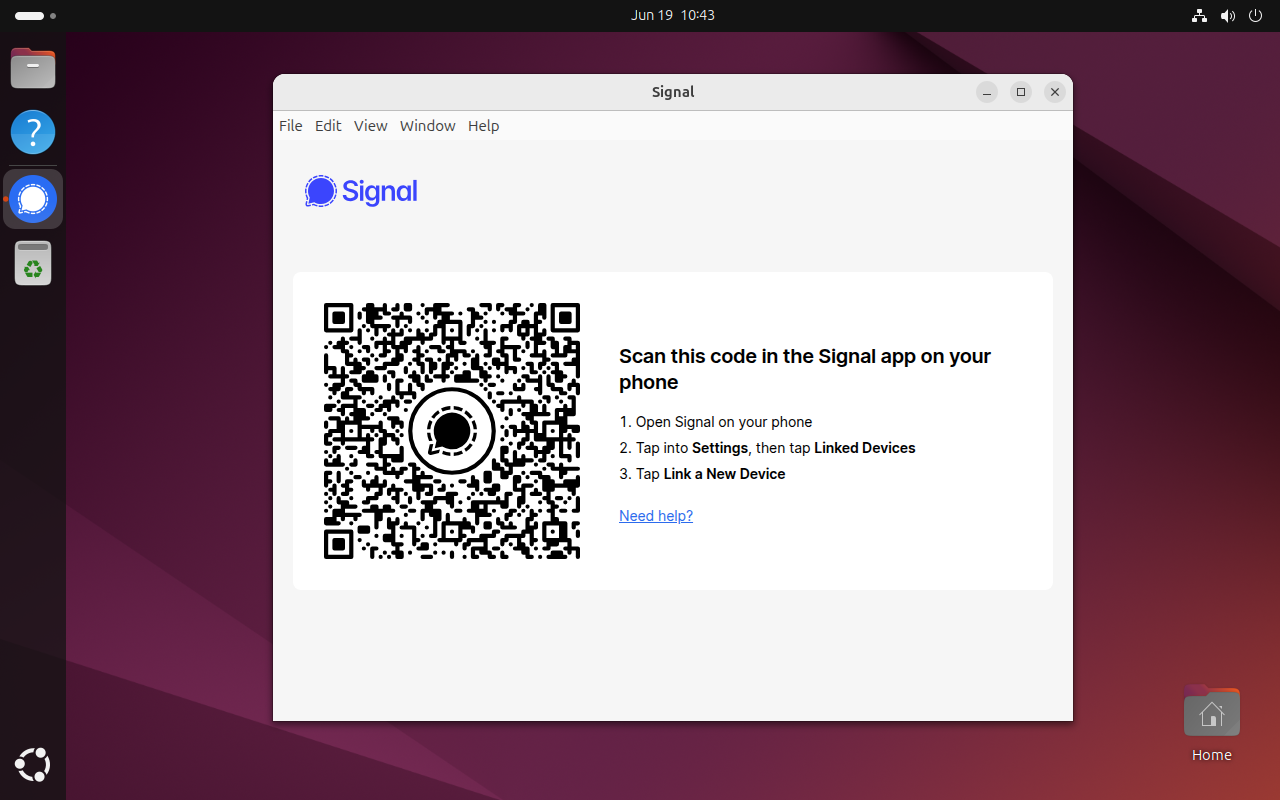 Jun 19 10:43
Signal
File Edit View Window Help
Signal
Scan this code in the Signal app on your
phone
1. Open Signal on your phone
2. Tap into Settings, then tap Linked Devices
3. Tap Link a New Device
Need help?
Home